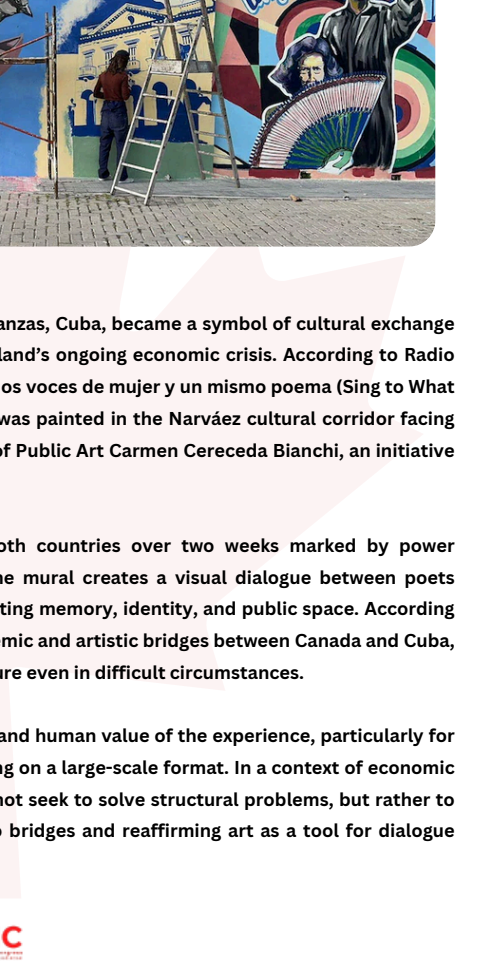 anzas, Cuba, became a symbol of cultural exchange
land's ongoing economic crisis. According to Radio
os voces de mujer y un mismo poema (Sing to What
was painted in the Narváez cultural corridor facing
of Public Art Carmen Cereceda Bianchi, an initiative
oth countries over two weeks marked by power
he mural creates a visual dialogue between poets
ting memory, identity, and public space. According
emic and artistic bridges between Canada and Cuba,
ure even in difficult circumstances.
and human value of the experience, particularly for
ng on a large-scale format. In a context of economic
not seek to solve structural problems, but rather to
bridges and reaffirming art as a tool for dialogue
C